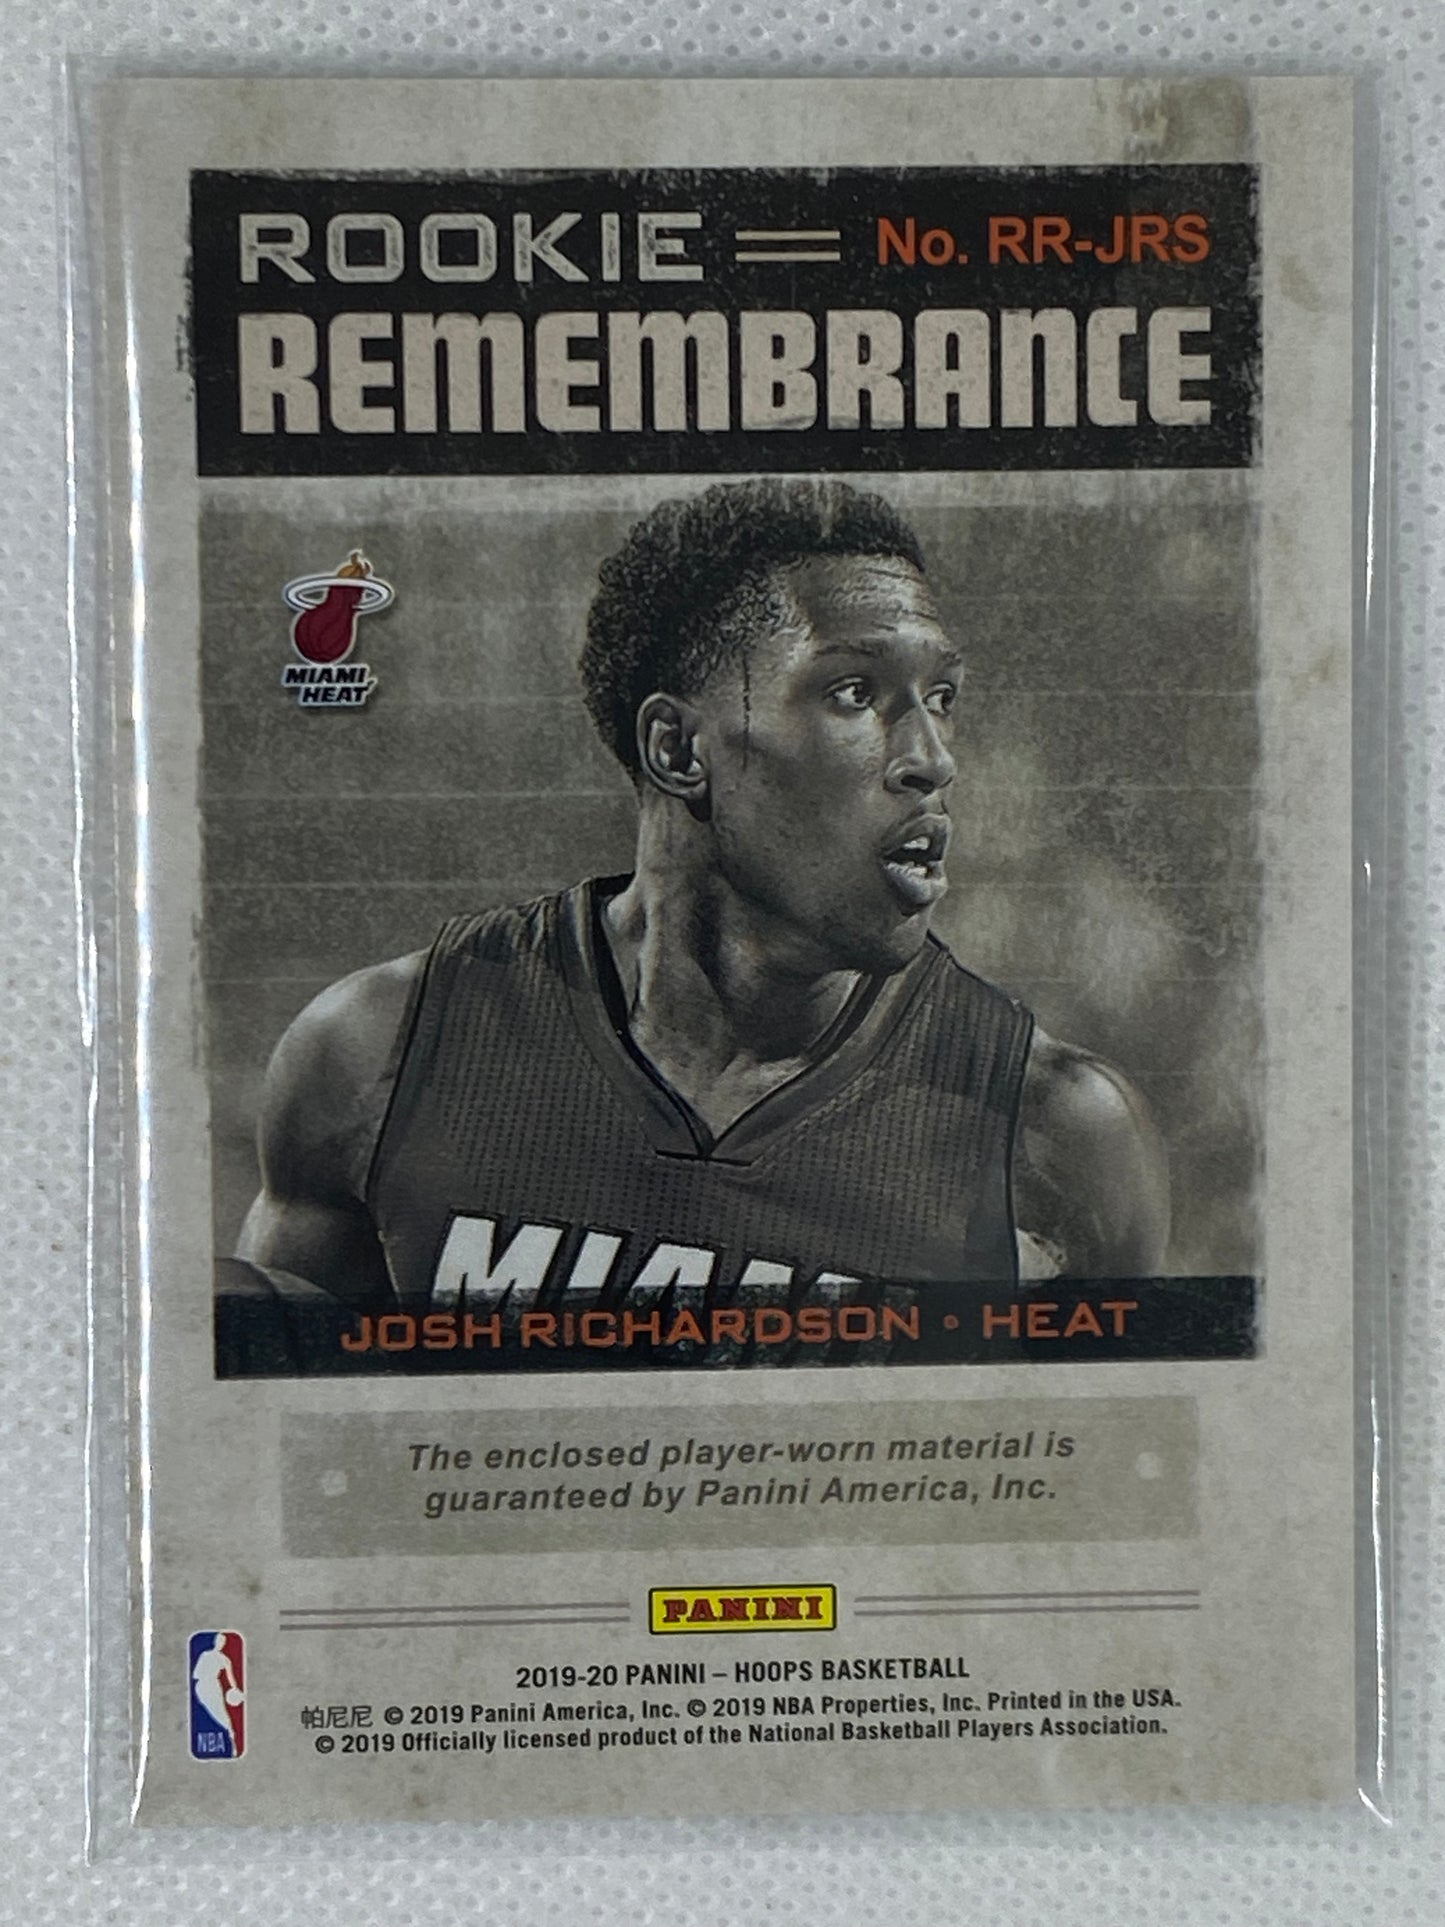 ROOKIE
No. RR-JRS
REMEMBRANCE
MIAMI
HEAT
MIAMI
JOSH RICHARDSON • HEAT
The enclosed player-worn material is
guaranteed by Panini America, Inc.
PANINI
NBA
2019-20 PANINI – HOOPS BASKETBALL
帕尼尼 © 2019 Panini America, Inc. © 2019 NBA Properties, Inc. Printed in the USA.
© 2019 Officially licensed product of the National Basketball Players Association.